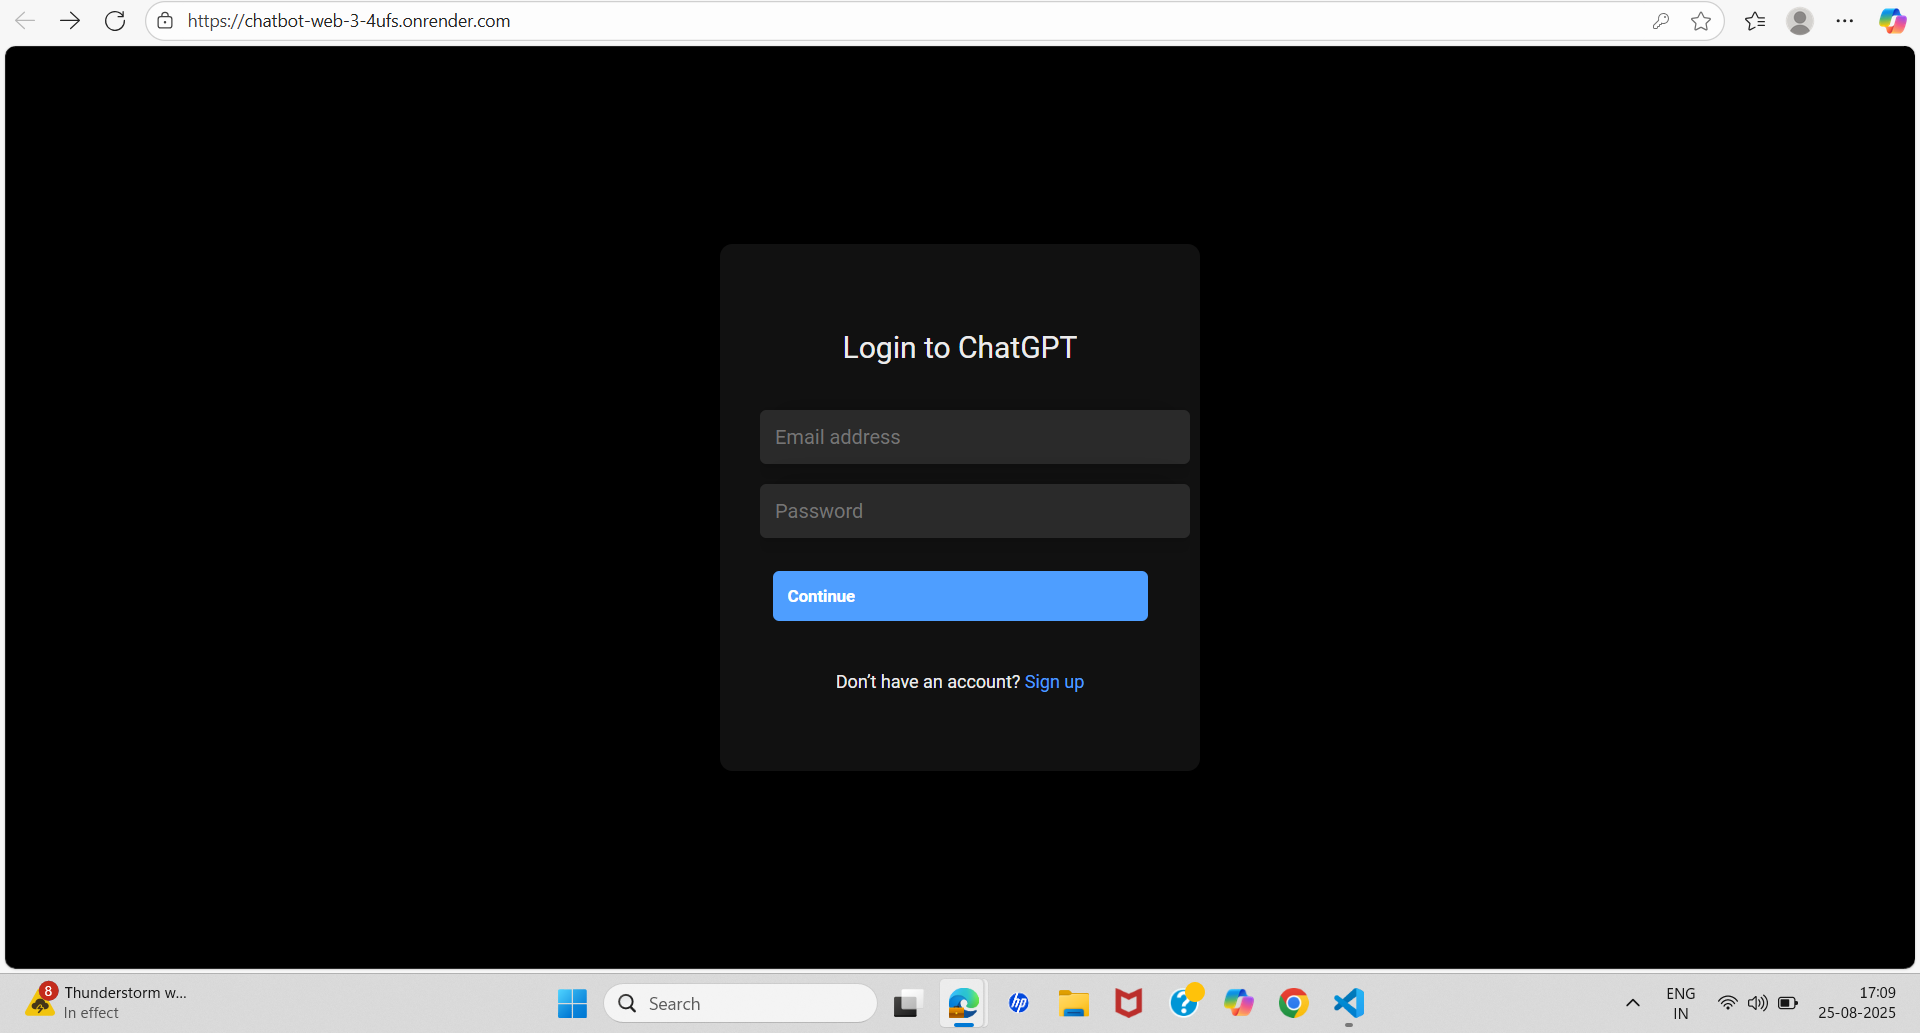 https://chatbot-web-3-4ufs.onrender.com
Login to ChatGPT
Email address
Password
Continue
Don't have an account? Sign up
8
Thunderstorm w...
In effect
Search
hp
ENG
IN
17:09
25-08-2025